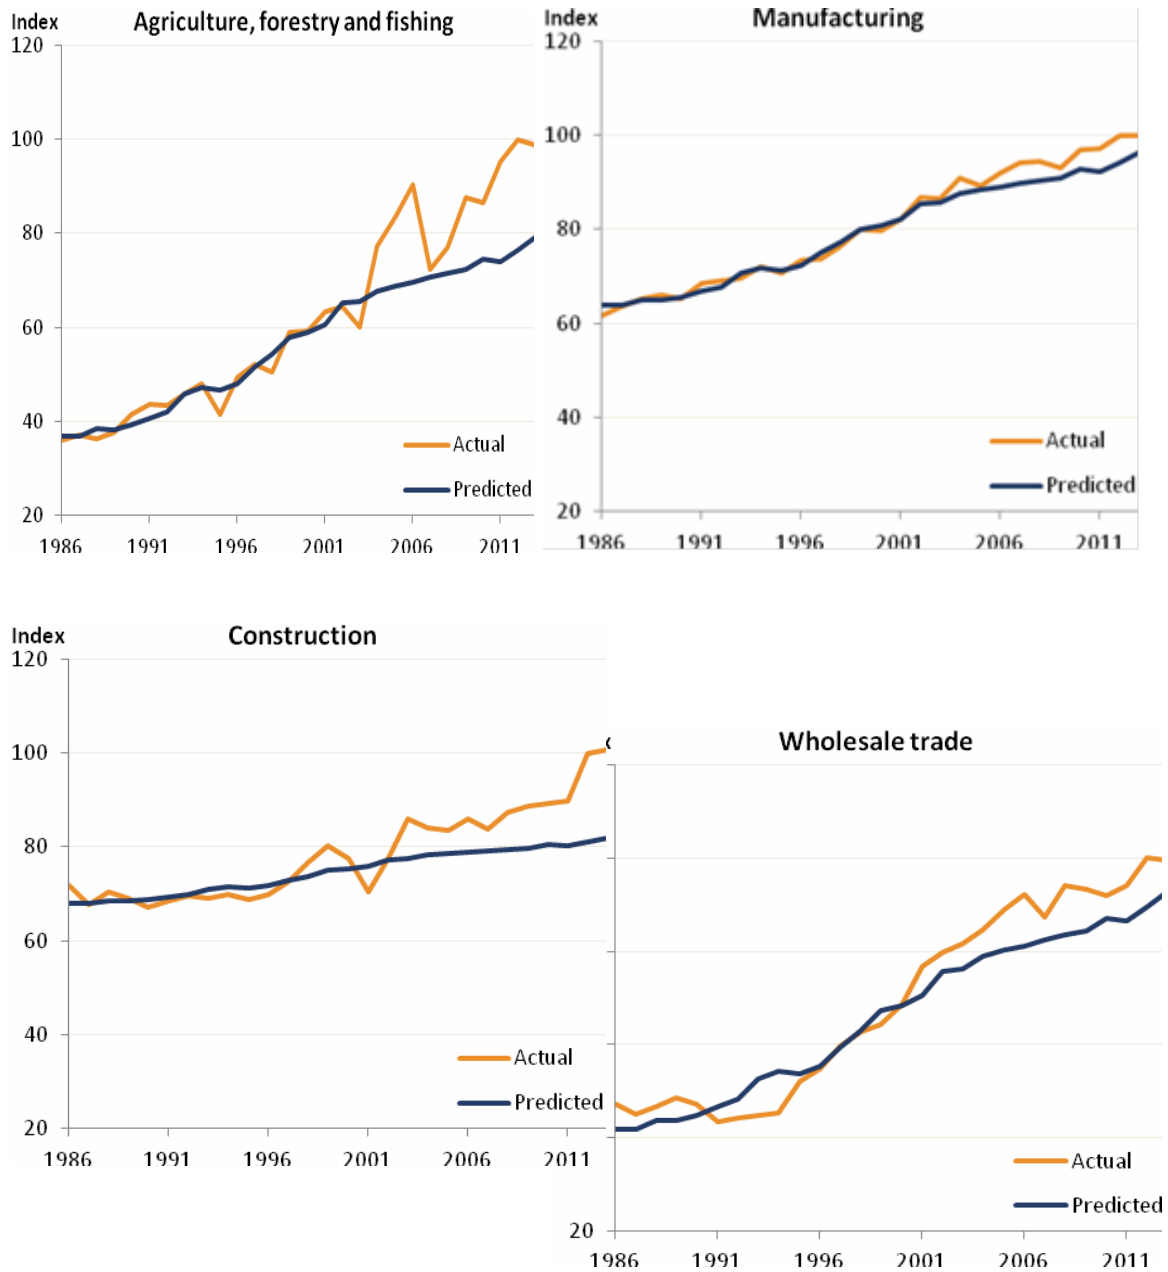 Index
Agriculture, forestry and fishing
120
100
80
60
40
20
Actual
Predicted
1986 1991 1996 2001 2006 2011
Index
Manufacturing
120
100
80
60
40
20
Actual
Predicted
1986 1991 1996 2001 2006 2011
Index
Construction
120
100
80
60
40
20
Actual
Predicted
1986 1991 1996 2001 2006 2011
x
Wholesale trade
Actual
Predicted
20
1986 1991 1996 2001 2006 2011